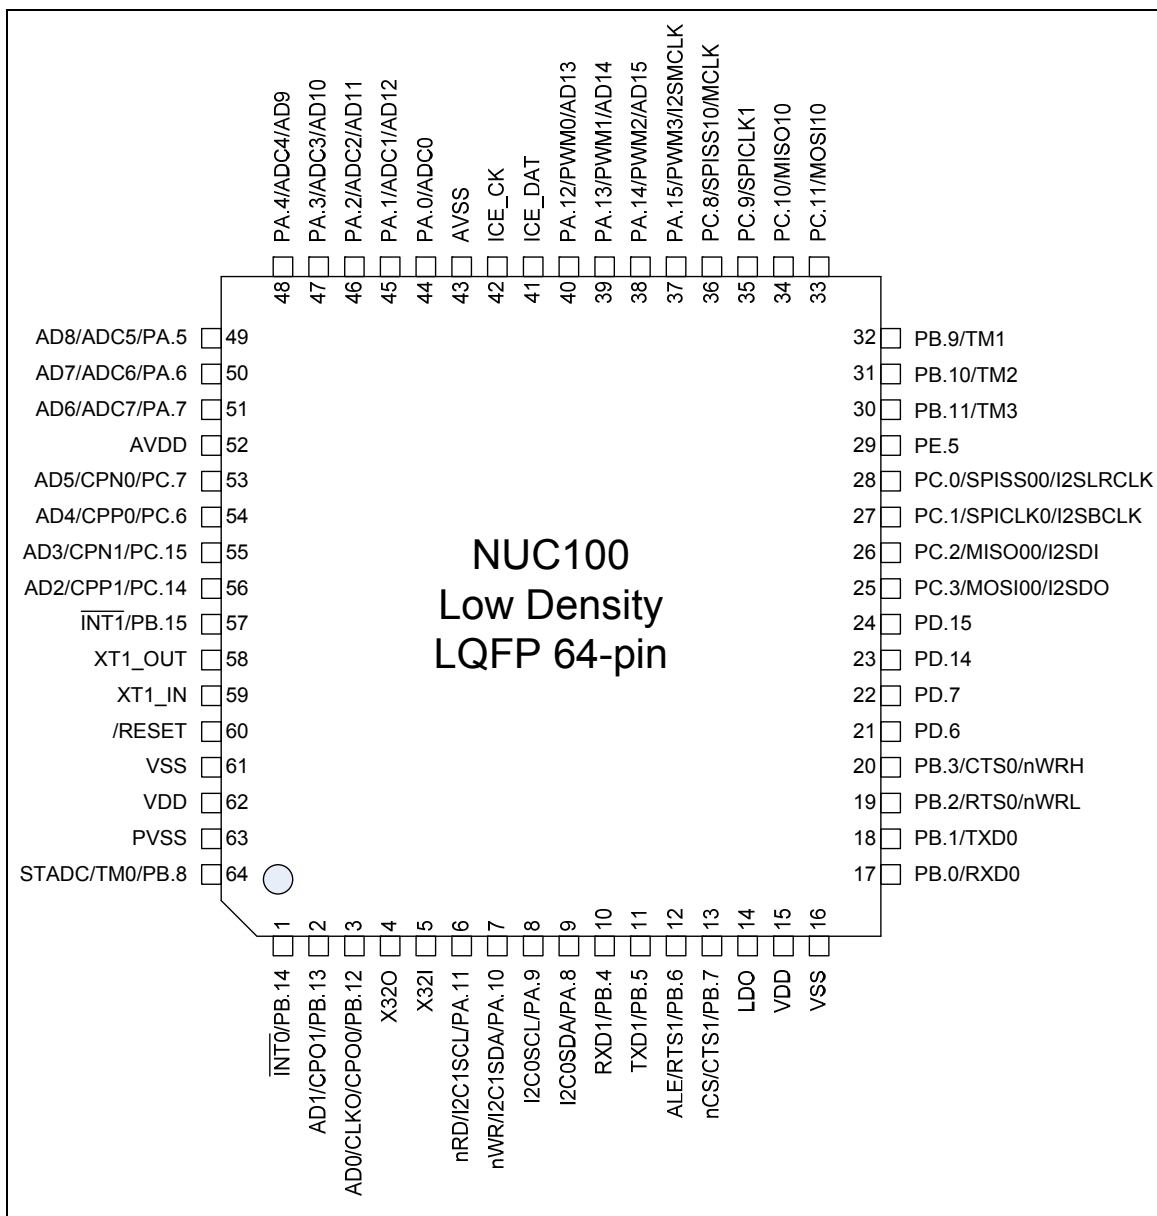 PA.4/ADC4/AD9
PA.3/ADC3/AD10
PA.2/ADC2/AD11
PA.1/ADC1/AD12
PA.0/ADC0
AVSS
ICE_CK
ICE_DAT
PA.12/PWM0/AD13
PA.13/PWM1/AD14
PA.14/PWM2/AD15
PA.15/PWM3/I2SMCLK
PC.8/SPISS10/MCLK
PC.9/SPICLK1
PC.10/MISO10
PC.11/MOSI10
48
47
46
45
44
43
42
41
40
39
38
37
36
35
34
33
AD8/ADC5/PA.5 49
AD7/ADC6/PA.6 50
AD6/ADC7/PA.7 51
AVDD 52
AD5/CPN0/PC.7 53
AD4/CPP0/PC.6 54
AD3/CPN1/PC.15 55
AD2/CPP1/PC.14 56
INT1/PB.15 57
XT1_OUT 58
XT1_IN 59
/RESET 60
VSS 61
VDD 62
PVSS 63
STADC/TM0/PB.8 64
NUC100
Low Density
LQFP 64-pin
32 PB.9/TM1
31 PB.10/TM2
30 PB.11/TM3
29 PE.5
28 PC.0/SPISS00/I2SLRCLK
27 PC.1/SPICLK0/I2SBCLK
26 PC.2/MISO00/I2SDI
25 PC.3/MOSI00/I2SDO
24 PD.15
23 PD.14
22 PD.7
21 PD.6
20 PB.3/CTS0/nWRH
19 PB.2/RTS0/nWRL
18 PB.1/TXD0
17 PB.0/RXD0
1
2
3
4
5
6
7
8
9
10
11
12
13
14
15
16
INT0/PB.14
AD1/CPO1/PB.13
AD0/CLKO/CPO0/PB.12
X32O
X32I
nRD/I2C1SCL/PA.11
nWR/I2C1SDA/PA.10
I2C0SCL/PA.9
I2C0SDA/PA.8
RXD1/PB.4
TXD1/PB.5
ALE/RTS1/PB.6
nCS/CTS1/PB.7
LDO
VDD
VSS